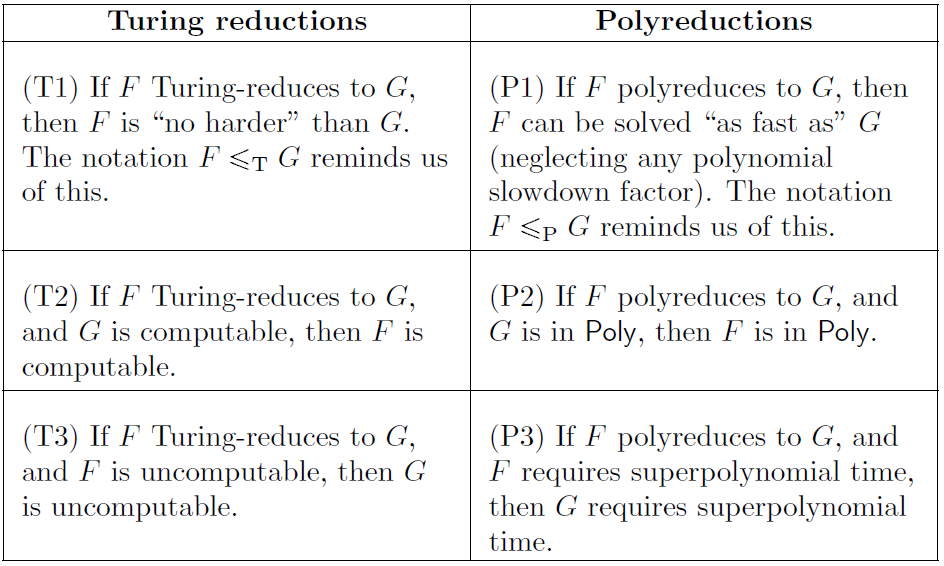 Turing reductions
Polyreductions
(T1) If F Turing-reduces to G,
then F is “no harder” than G.
The notation F ⩽T G reminds us
of this.
(P1) If F polyreduces to G, then
F can be solved “as fast as” G
(neglecting any polynomial
slowdown factor). The notation
F ⩽P G reminds us of this.
(T2) If F Turing-reduces to G,
and G is computable, then F is
computable.
(P2) If F polyreduces to G, and
G is in Poly, then F is in Poly.
(T3) If F Turing-reduces to G,
and F is uncomputable, then G
is uncomputable.
(P3) If F polyreduces to G, and
F requires superpolynomial time,
then G requires superpolynomial
time.